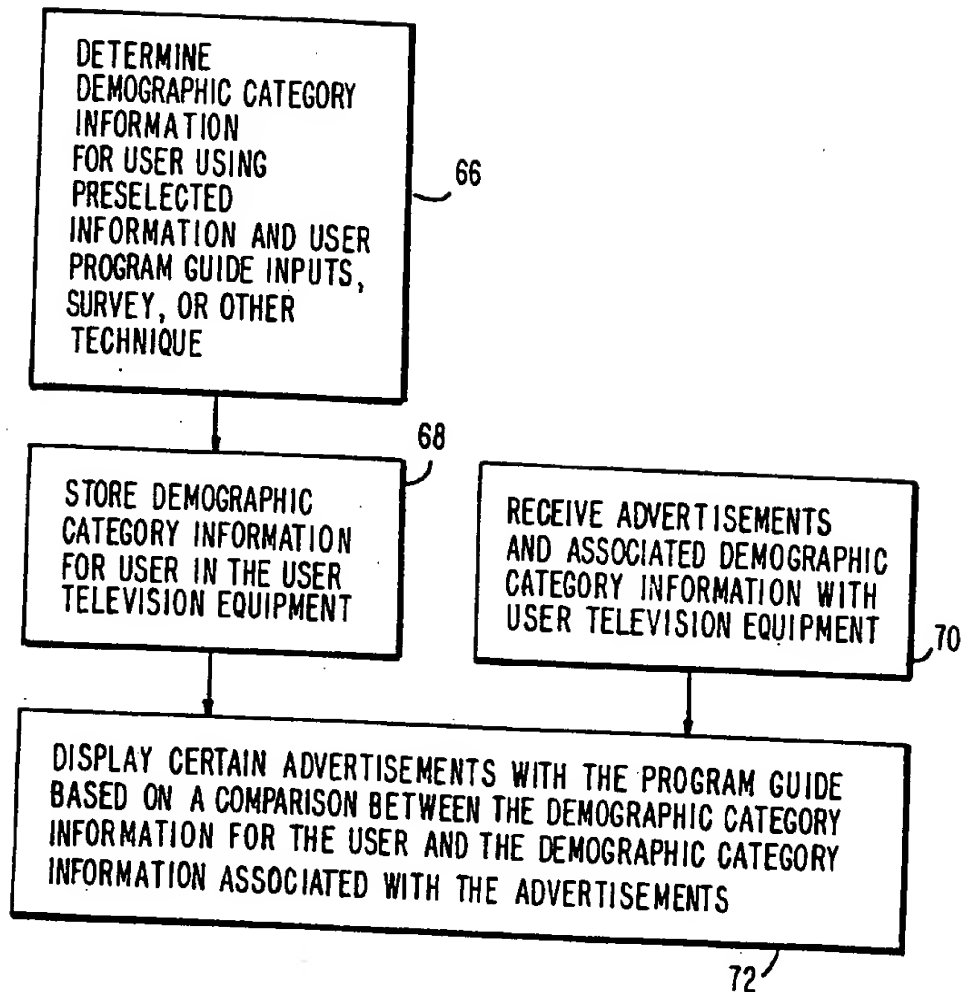 DETERMINE
DEMOGRAPHIC CATEGORY
INFORMATION
FOR USER USING
PRESELECTED
INFORMATION AND USER
PROGRAM GUIDE INPUTS,
SURVEY, OR OTHER
TECHNIQUE
66
STORE DEMOGRAPHIC
CATEGORY INFORMATION
FOR USER IN THE USER
TELEVISION EQUIPMENT
68
RECEIVE ADVERTISEMENTS
AND ASSOCIATED DEMOGRAPHIC
CATEGORY INFORMATION WITH
USER TELEVISION EQUIPMENT
70
DISPLAY CERTAIN ADVERTISEMENTS WITH THE PROGRAM GUIDE
BASED ON A COMPARISON BETWEEN THE DEMOGRAPHIC CATEGORY
INFORMATION FOR THE USER AND THE DEMOGRAPHIC CATEGORY
INFORMATION ASSOCIATED WITH THE ADVERTISEMENTS
72